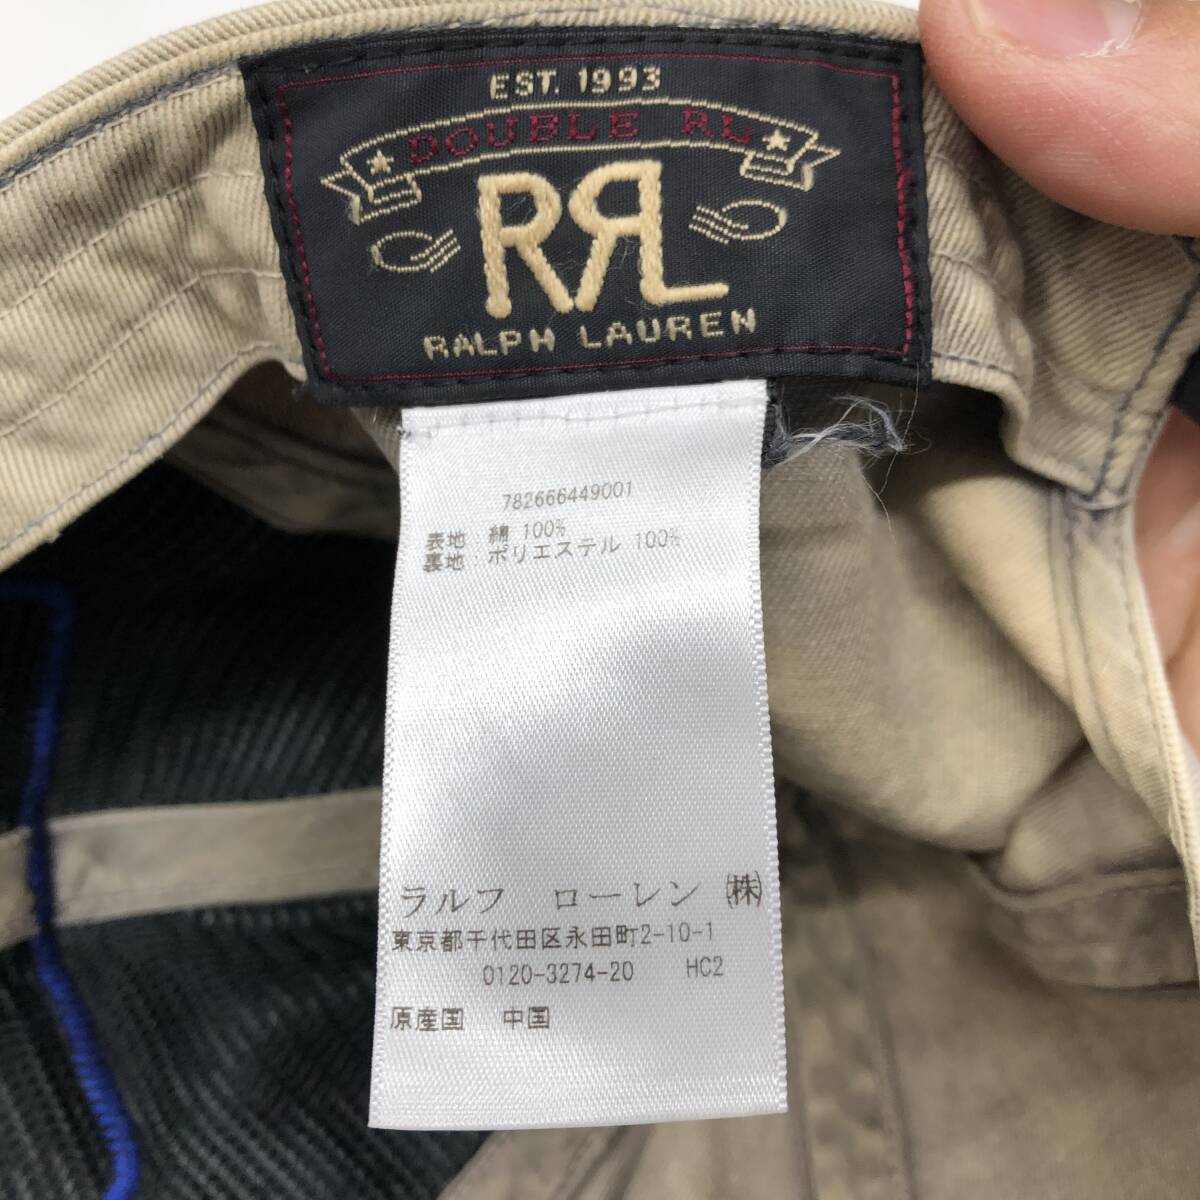 EST. 1993
DOUBLE RL
RRL
RALPH LAUREN
782666449001
表地 綿 100%
裏地 ポリエステル 100%
ラルフ ローレン ㈱
東京都千代田区永田町2-10-1
0120-3274-20 HC2
原産国 中国